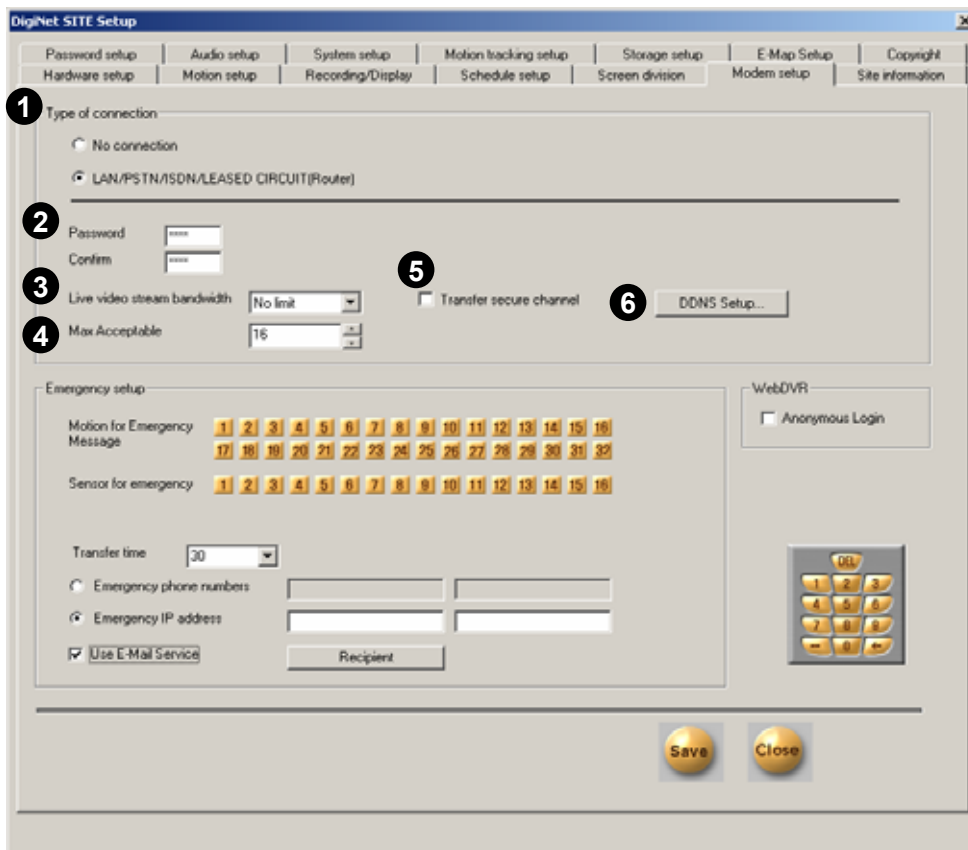 DigiNet SITE Setup
Password setup Audio setup System setup Motion tracking setup Storage setup E-Map Setup Copyright
Hardware setup Motion setup Recording/Display Schedule setup Screen division Modem setup Site information
1 Type of connection
No connection
LAN/PSTN/ISDN/LEASED CIRCUIT(Router)
2 Password ****
Confirm ****
3 Live video stream bandwidth No limit
5 Transfer secure channel
6 DDNS Setup...
4 Max Acceptable 16
Emergency setup
Motion for Emergency Message
1 2 3 4 5 6 7 8 9 10 11 12 13 14 15 16
17 18 19 20 21 22 23 24 25 26 27 28 29 30 31 32
Sensor for emergency 1 2 3 4 5 6 7 8 9 10 11 12 13 14 15 16
Transfer time 30
Emergency phone numbers
Emergency IP address
Use E-Mail Service Recipient
WebDVR
Anonymous Login
DEL
1 2 3
4 5 6
7 8 9
- 0 ←
Save Close